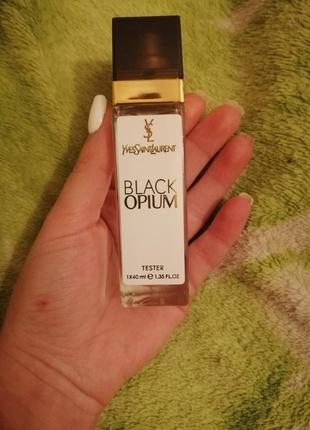 YSL
YVESSAINTLAURENT
BLACK
OPIUM
TESTER
1X40 ml ℮ 1.35 FL.OZ